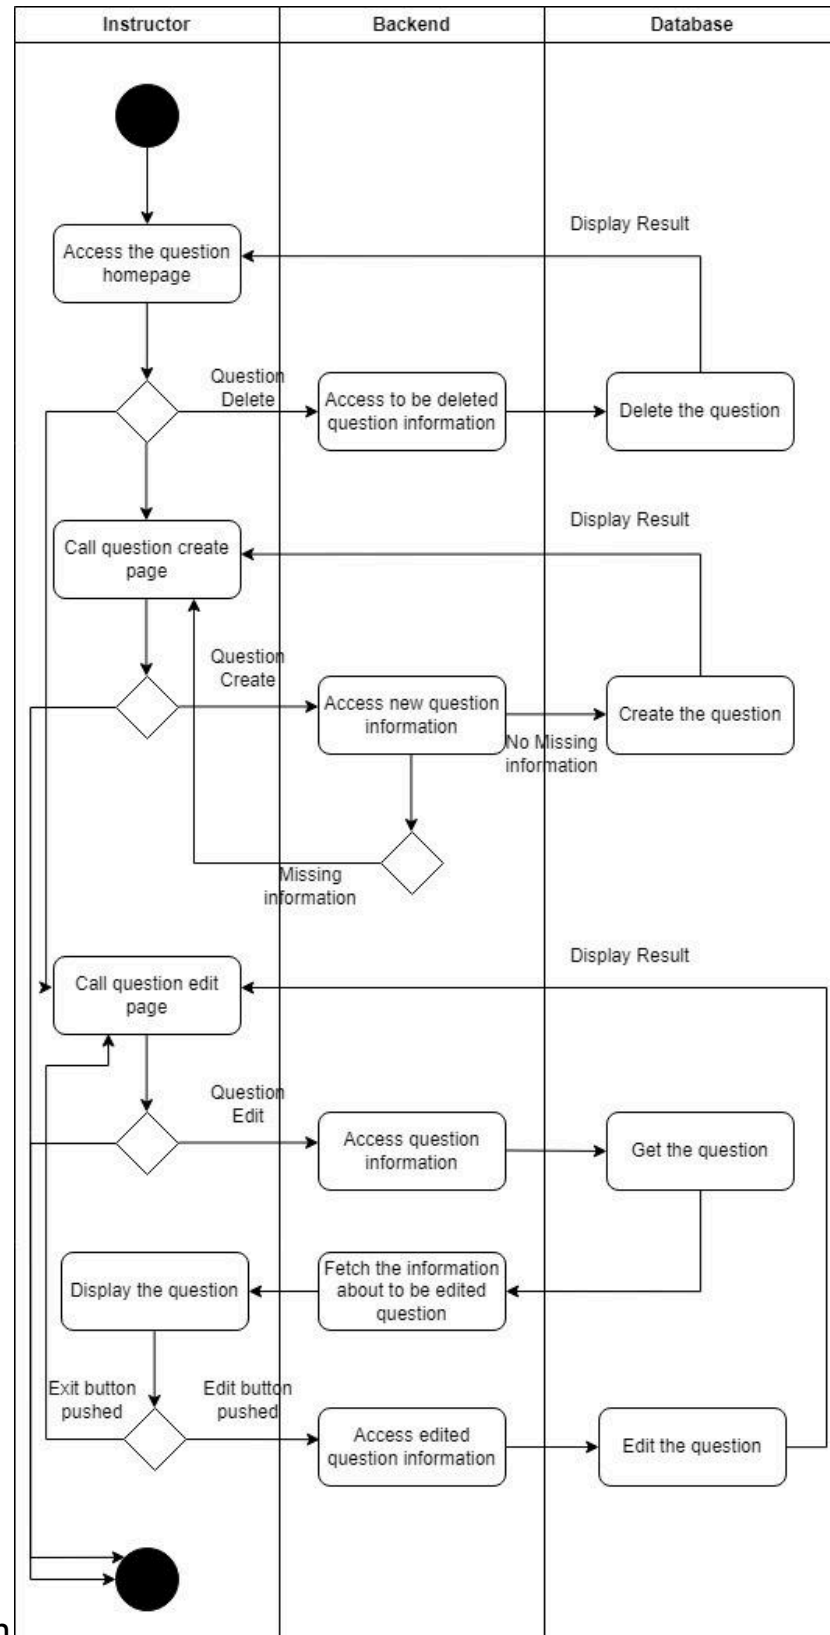 Instructor
Backend
Database
Display Result
Access the question
homepage
Question
Delete
Access to be deleted
question information
Delete the question
Display Result
Call question create
page
Question
Create
Access new question
information
Create the question
No Missing
information
Missing
information
Display Result
Call question edit
page
Question
Edit
Access question
information
Get the question
Display the question
Fetch the information
about to be edited
question
Exit button
pushed
Edit button
pushed
Access edited
question information
Edit the question